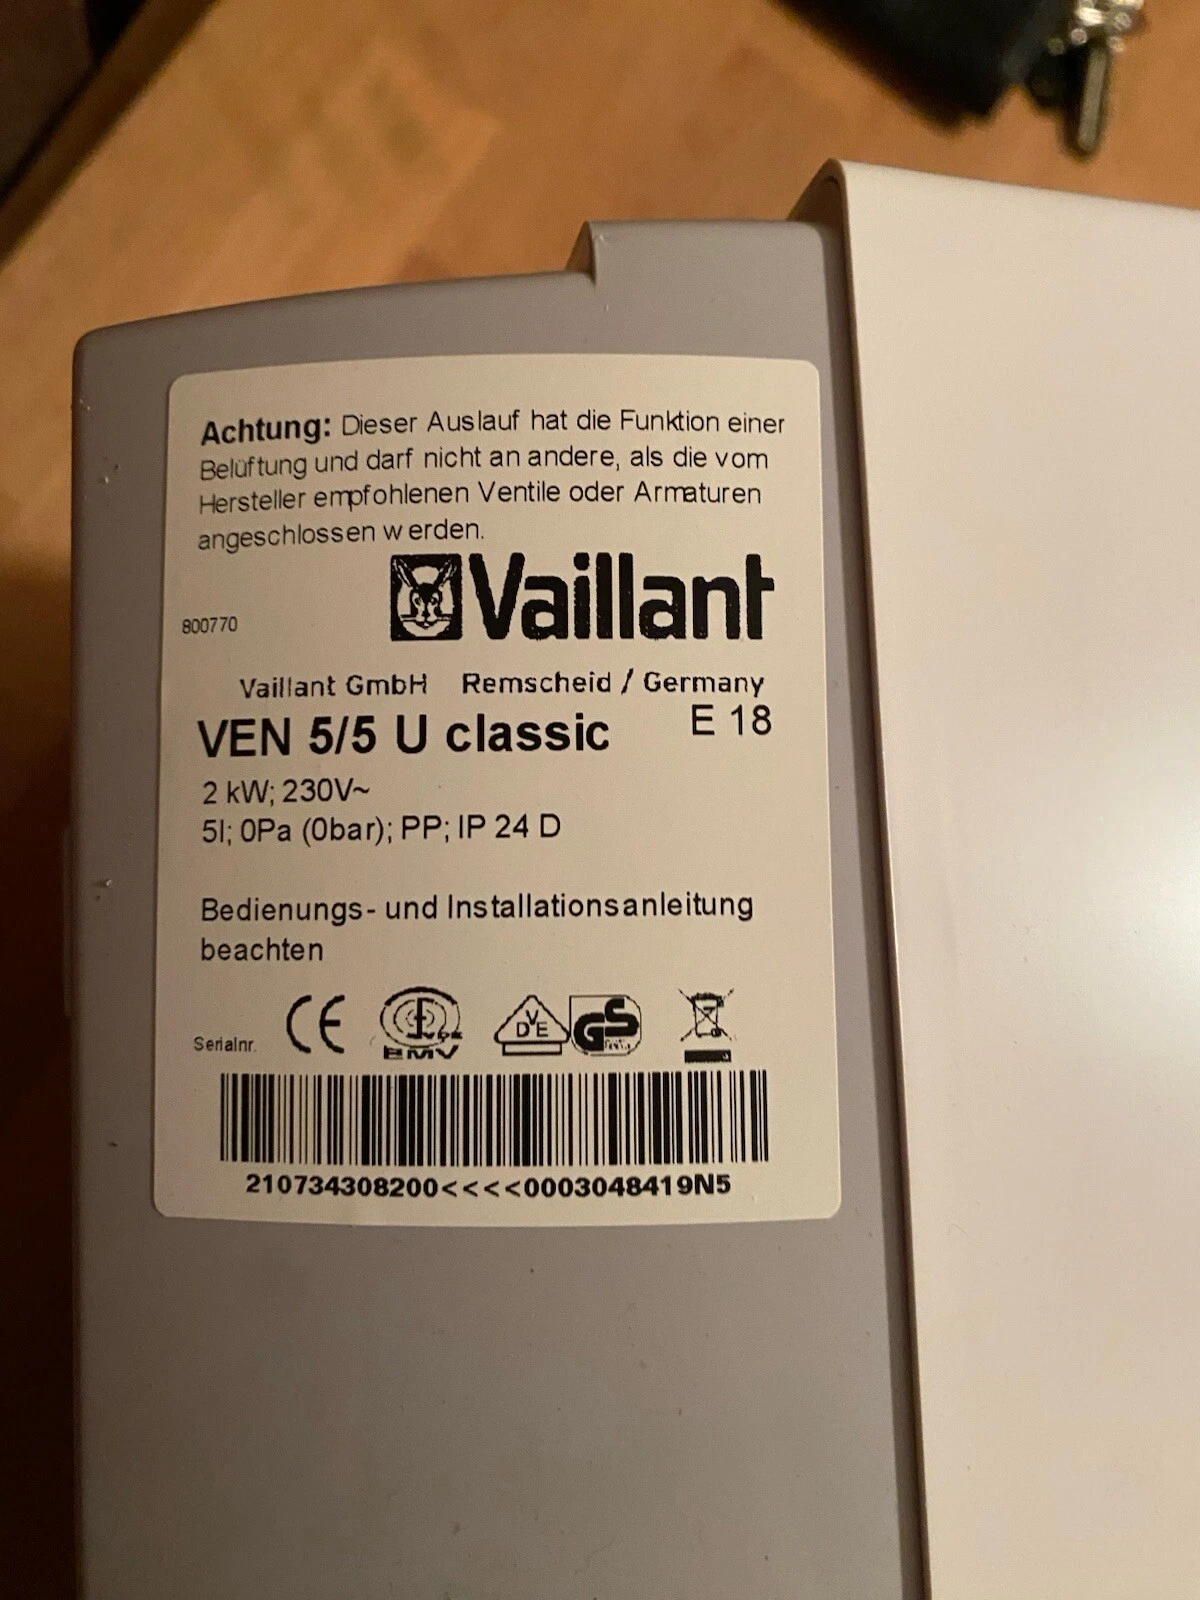 Achtung: Dieser Auslauf hat die Funktion einer
Belüftung und darf nicht an andere, als die vom
Hersteller empfohlenen Ventile oder Armaturen
angeschlossen werden.
Vaillant
800770
Vaillant GmbH Remscheid / Germany
VEN 5/5 U classic E 18
2 kW; 230V~
5l; 0Pa (0bar); PP; IP 24 D
Bedienungs- und Installationsanleitung
beachten
Serialnr. CE EMV DVE GS
210734308200<<<<0003048419N5